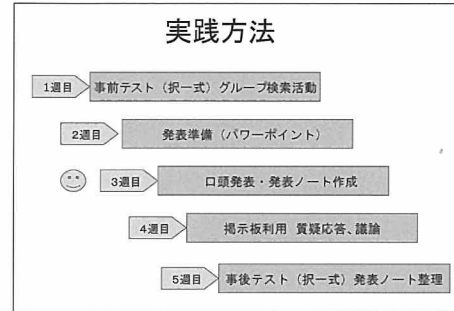 実践方法
1週目 事前テスト（択一式）グループ検索活動
2週目 発表準備（パワーポイント）
3週目 口頭発表・発表ノート作成
4週目 掲示板利用 質疑応答、議論
5週目 事後テスト（択一式）発表ノート整理